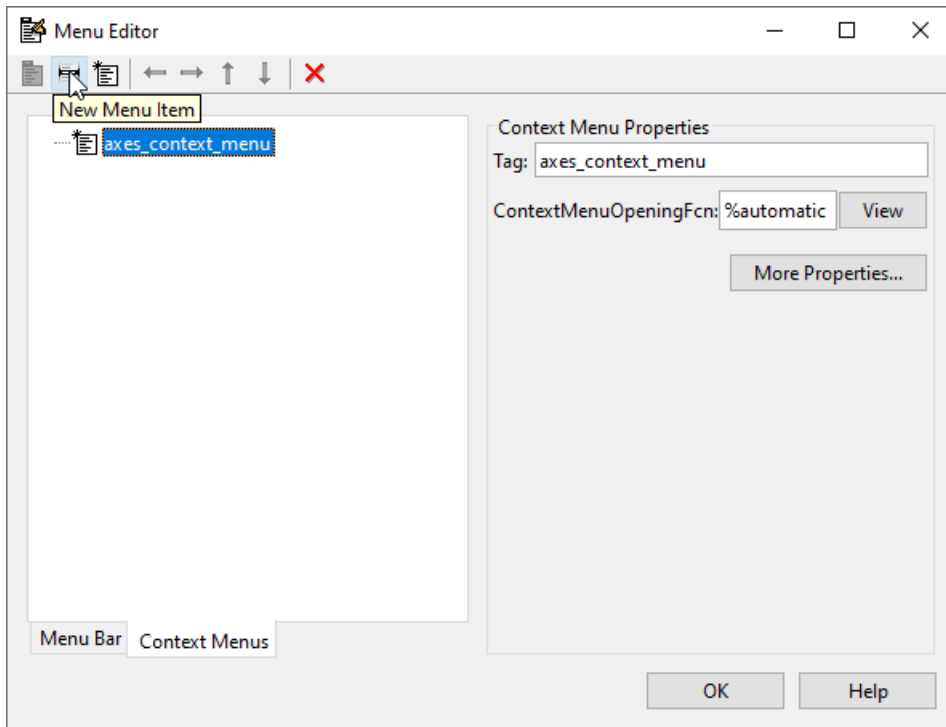 Menu Editor
New Menu Item
axes_context_menu
Context Menu Properties
Tag: axes_context_menu
ContextMenuOpeningFcn: %automatic View
More Properties...
Menu Bar Context Menus
OK Help